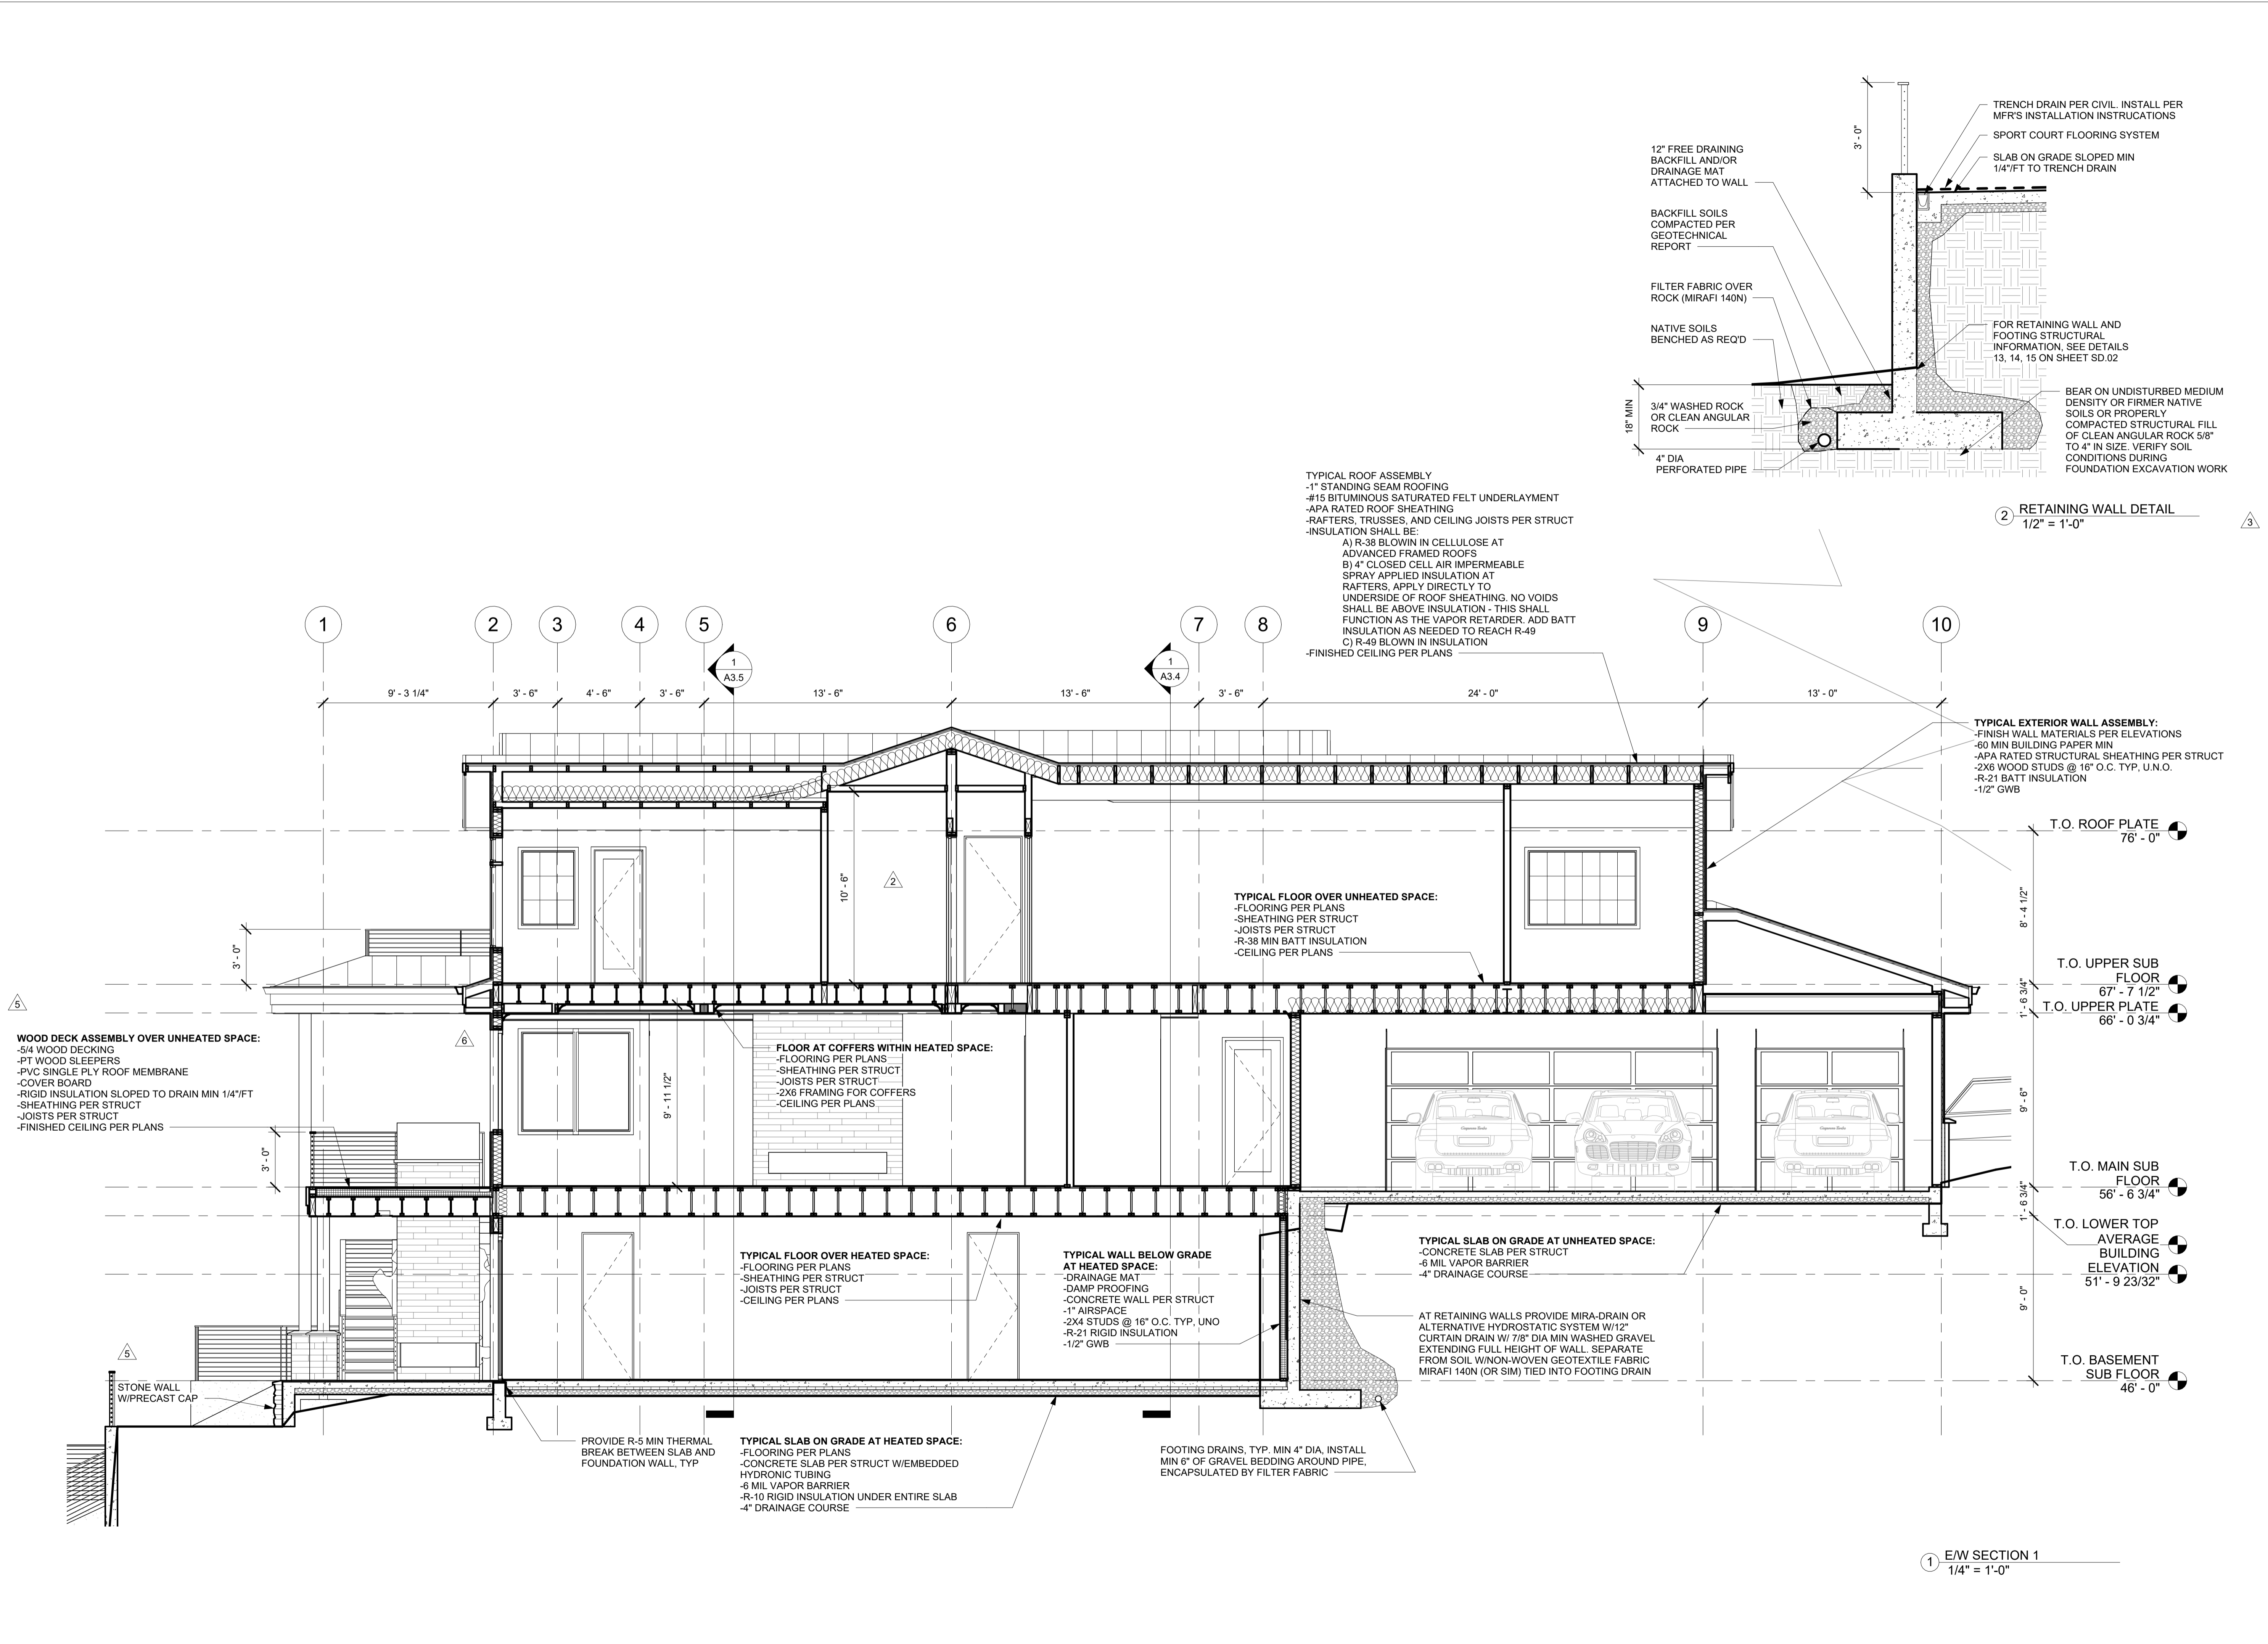 3' - 0"
TRENCH DRAIN PER CIVIL. INSTALL PER
MFR'S INSTALLATION INSTRUCATIONS
SPORT COURT FLOORING SYSTEM
SLAB ON GRADE SLOPED MIN
1/4"/FT TO TRENCH DRAIN
12" FREE DRAINING
BACKFILL AND/OR
DRAINAGE MAT
ATTACHED TO WALL
BACKFILL SOILS
COMPACTED PER
GEOTECHNICAL
REPORT
FILTER FABRIC OVER
ROCK (MIRAFI 140N)
NATIVE SOILS
BENCHED AS REQ'D
3/4" WASHED ROCK
OR CLEAN ANGULAR
ROCK
4" DIA
PERFORATED PIPE
18" MIN
FOR RETAINING WALL AND
FOOTING STRUCTURAL
INFORMATION, SEE DETAILS
13, 14, 15 ON SHEET SD.02
BEAR ON UNDISTURBED MEDIUM
DENSITY OR FIRMER NATIVE
SOILS OR PROPERLY
COMPACTED STRUCTURAL FILL
OF CLEAN ANGULAR ROCK 5/8"
TO 4" IN SIZE. VERIFY SOIL
CONDITIONS DURING
FOUNDATION EXCAVATION WORK
2 RETAINING WALL DETAIL
1/2" = 1'-0"
3
TYPICAL ROOF ASSEMBLY
-1" STANDING SEAM ROOFING
-#15 BITUMINOUS SATURATED FELT UNDERLAYMENT
-APA RATED ROOF SHEATHING
-RAFTERS, TRUSSES, AND CEILING JOISTS PER STRUCT
-INSULATION SHALL BE:
A) R-38 BLOWIN IN CELLULOSE AT
ADVANCED FRAMED ROOFS
B) 4" CLOSED CELL AIR IMPERMEABLE
SPRAY APPLIED INSULATION AT
RAFTERS, APPLY DIRECTLY TO
UNDERSIDE OF ROOF SHEATHING. NO VOIDS
SHALL BE ABOVE INSULATION - THIS SHALL
FUNCTION AS THE VAPOR RETARDER. ADD BATT
INSULATION AS NEEDED TO REACH R-49
C) R-49 BLOWN IN INSULATION
-FINISHED CEILING PER PLANS
1 2 3 4 5 6 7 8 9 10
1
A3.5
1
A3.4
9' - 3 1/4" 3' - 6" 4' - 6" 3' - 6" 13' - 6" 13' - 6" 3' - 6" 24' - 0" 13' - 0"
TYPICAL EXTERIOR WALL ASSEMBLY:
-FINISH WALL MATERIALS PER ELEVATIONS
-60 MIN BUILDING PAPER MIN
-APA RATED STRUCTURAL SHEATHING PER STRUCT
-2X6 WOOD STUDS @ 16" O.C. TYP, U.N.O.
-R-21 BATT INSULATION
-1/2" GWB
T.O. ROOF PLATE
76' - 0"
8' - 4 1/2"
T.O. UPPER SUB
FLOOR
67' - 7 1/2"
1' - 6 3/4"
T.O. UPPER PLATE
66' - 0 3/4"
9' - 6"
T.O. MAIN SUB
FLOOR
56' - 6 3/4"
1' - 6 3/4"
T.O. LOWER TOP
AVERAGE
BUILDING
ELEVATION
51' - 9 23/32"
9' - 0"
T.O. BASEMENT
SUB FLOOR
46' - 0"
10' - 6"
2
TYPICAL FLOOR OVER UNHEATED SPACE:
-FLOORING PER PLANS
-SHEATHING PER STRUCT
-JOISTS PER STRUCT
-R-38 MIN BATT INSULATION
-CEILING PER PLANS
3' - 0"
5
6
WOOD DECK ASSEMBLY OVER UNHEATED SPACE:
-5/4 WOOD DECKING
-PT WOOD SLEEPERS
-PVC SINGLE PLY ROOF MEMBRANE
-COVER BOARD
-RIGID INSULATION SLOPED TO DRAIN MIN 1/4"/FT
-SHEATHING PER STRUCT
-JOISTS PER STRUCT
-FINISHED CEILING PER PLANS
3' - 0"
9' - 11 1/2"
FLOOR AT COFFERS WITHIN HEATED SPACE:
-FLOORING PER PLANS
-SHEATHING PER STRUCT
-JOISTS PER STRUCT
-2X6 FRAMING FOR COFFERS
-CEILING PER PLANS
TYPICAL FLOOR OVER HEATED SPACE:
-FLOORING PER PLANS
-SHEATHING PER STRUCT
-JOISTS PER STRUCT
-CEILING PER PLANS
TYPICAL WALL BELOW GRADE
AT HEATED SPACE:
-DRAINAGE MAT
-DAMP PROOFING
-CONCRETE WALL PER STRUCT
-1" AIRSPACE
-2X4 STUDS @ 16" O.C. TYP, UNO
-R-21 RIGID INSULATION
-1/2" GWB
TYPICAL SLAB ON GRADE AT UNHEATED SPACE:
-CONCRETE SLAB PER STRUCT
-6 MIL VAPOR BARRIER
-4" DRAINAGE COURSE
AT RETAINING WALLS PROVIDE MIRA-DRAIN OR
ALTERNATIVE HYDROSTATIC SYSTEM W/12"
CURTAIN DRAIN W/ 7/8" DIA MIN WASHED GRAVEL
EXTENDING FULL HEIGHT OF WALL. SEPARATE
FROM SOIL W/NON-WOVEN GEOTEXTILE FABRIC
MIRAFI 140N (OR SIM) TIED INTO FOOTING DRAIN
5
STONE WALL
W/PRECAST CAP
PROVIDE R-5 MIN THERMAL
BREAK BETWEEN SLAB AND
FOUNDATION WALL, TYP
TYPICAL SLAB ON GRADE AT HEATED SPACE:
-FLOORING PER PLANS
-CONCRETE SLAB PER STRUCT W/EMBEDDED
HYDRONIC TUBING
-6 MIL VAPOR BARRIER
-R-10 RIGID INSULATION UNDER ENTIRE SLAB
-4" DRAINAGE COURSE
FOOTING DRAINS, TYP. MIN 4" DIA, INSTALL
MIN 6" OF GRAVEL BEDDING AROUND PIPE,
ENCAPSULATED BY FILTER FABRIC
1 E/W SECTION 1
1/4" = 1'-0"